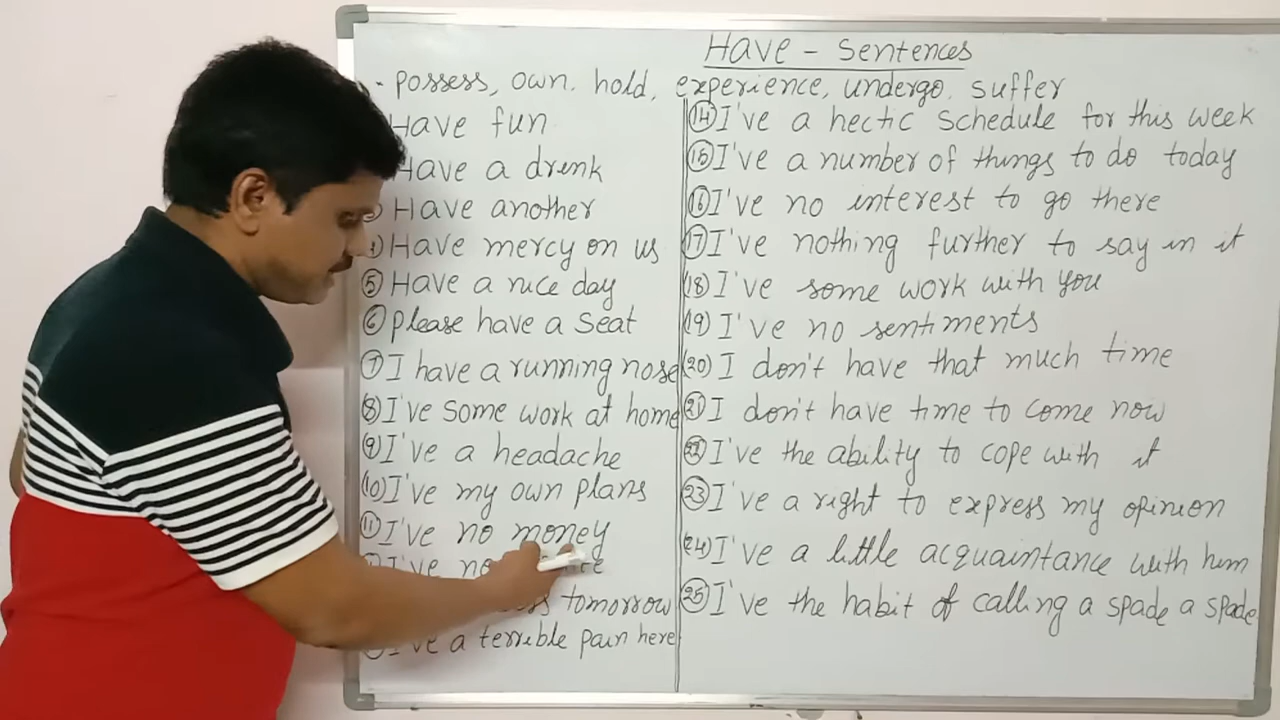 Have - Sentences
- Possess, own. hold, experience, undergo. suffer
Have fun
Have a drink
Have another
Have mercy on us
⑤ Have a nice day
⑥ please have a seat
⑦ I have a running nose
⑧ I've some work at home
⑨ I've a headache
⑩ I've my own plans
⑪ I've no money
I've no
tomorrow
I've a terrible pain here
⑭ I've a hectic schedule for this week
⑮ I've a number of things to do today
⑯ I've no interest to go there
⑰ I've nothing further to say in it
⑱ I've some work with you
⑲ I've no sentiments
⑳ I don't have that much time
㉑ I don't have time to come now
㉒ I've the ability to cope with it
㉓ I've a right to express my opinion
㉔ I've a little acquaintance with him
㉕ I've the habit of calling a spade a spade